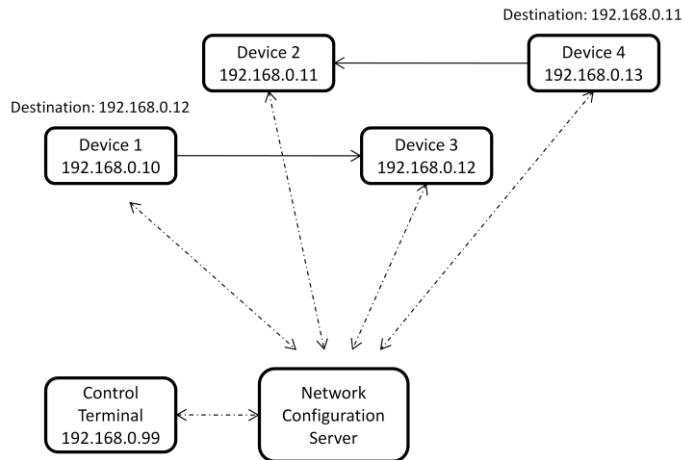 Destination: 192.168.0.11
Device 2
192.168.0.11
Device 4
192.168.0.13
Destination: 192.168.0.12
Device 1
192.168.0.10
Device 3
192.168.0.12
Control
Terminal
192.168.0.99
Network
Configuration
Server